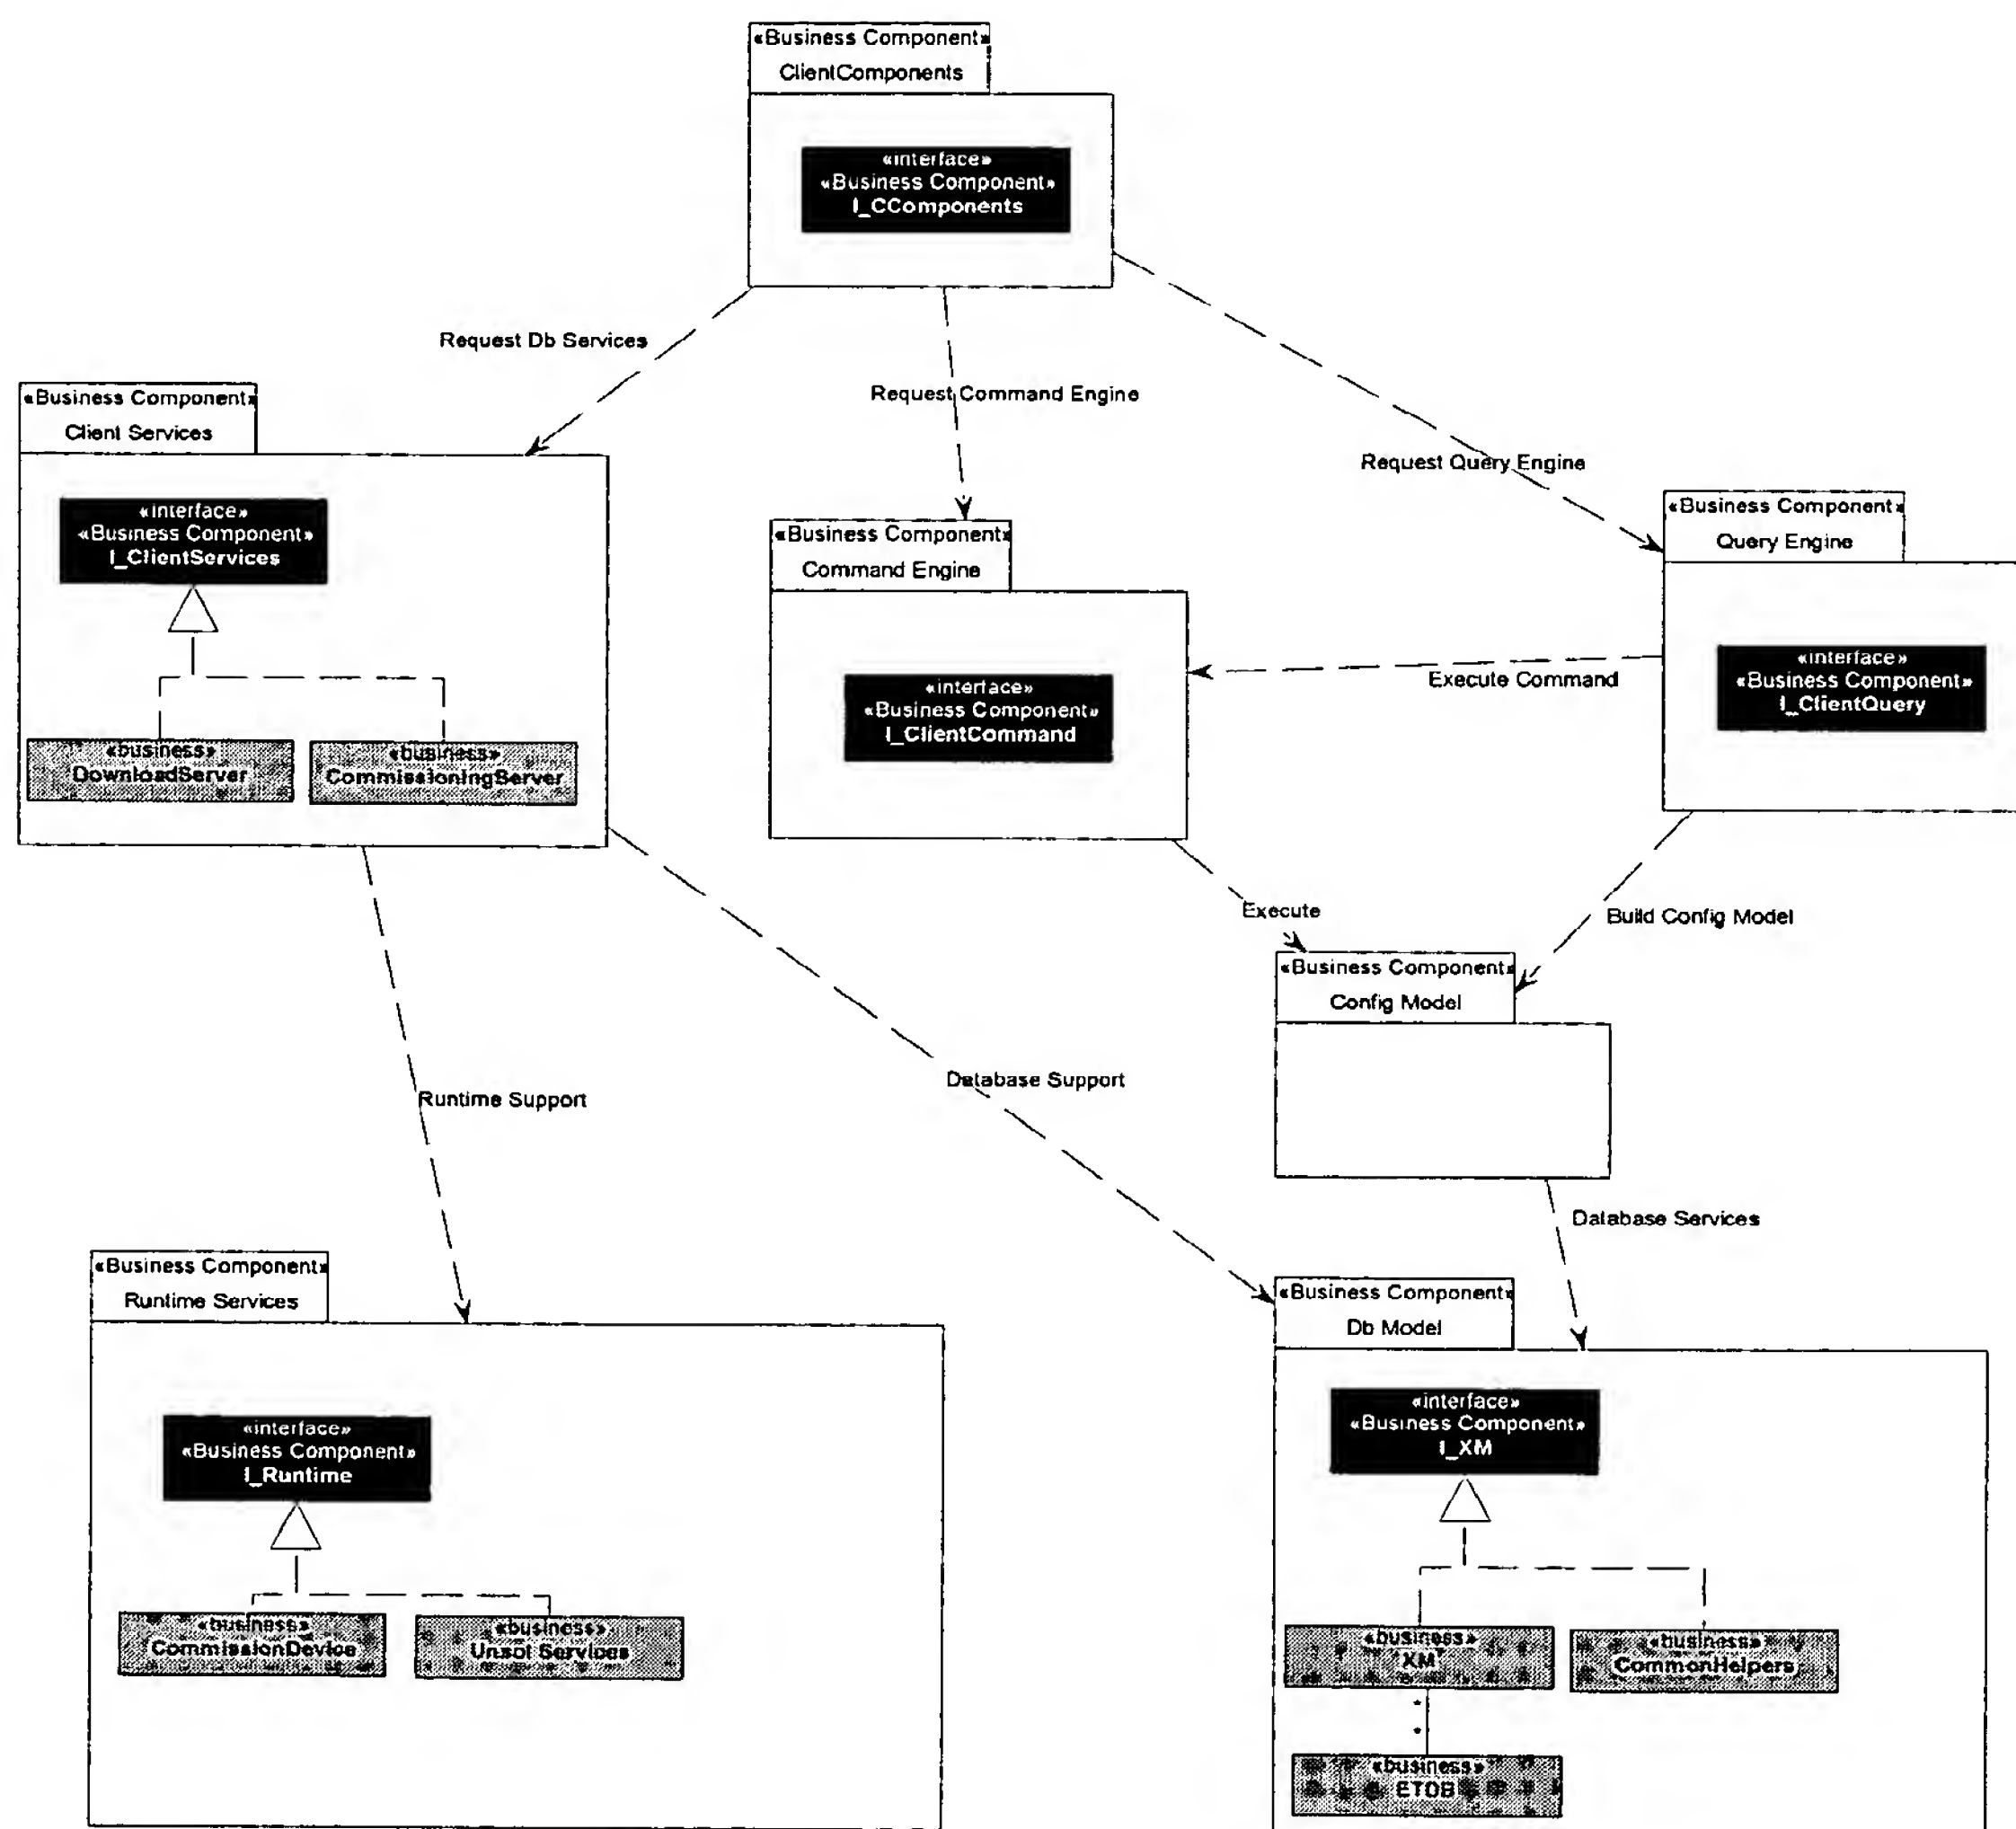 «Business Component»
ClientComponents
«interface»
«Business Component»
I_CComponents
Request Db Services
Request Command Engine
Request Query Engine
«Business Component»
Client Services
«interface»
«Business Component»
I_ClientServices
«business»
DownloadServer
«business»
CommissioningServer
«Business Component»
Command Engine
«interface»
«Business Component»
I_ClientCommand
«Business Component»
Query Engine
«interface»
«Business Component»
I_ClientQuery
Execute Command
Execute
Build Config Model
«Business Component»
Config Model
Runtime Support
Database Support
Database Services
«Business Component»
Runtime Services
«interface»
«Business Component»
I_Runtime
«business»
CommissionDevice
«business»
Unsol Services
«Business Component»
Db Model
«interface»
«Business Component»
I_XM
«business»
XM
«business»
CommonHelpers
*
*
«business»
ETOB